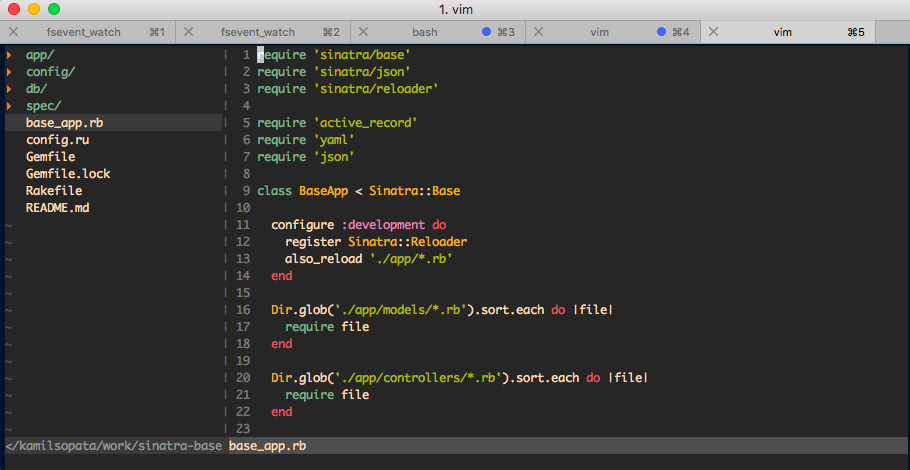 1. vim
fsevent_watch ⌘1 fsevent_watch ⌘2 bash ⌘3 vim ⌘4 vim ⌘5
app/
config/
db/
spec/
base_app.rb
config.ru
Gemfile
Gemfile.lock
Rakefile
README.md
1 require 'sinatra/base'
2 require 'sinatra/json'
3 require 'sinatra/reloader'
4
5 require 'active_record'
6 require 'yaml'
7 require 'json'
8
9 class BaseApp < Sinatra::Base
10
11   configure :development do
12     register Sinatra::Reloader
13     also_reload './app/*.rb'
14   end
15
16   Dir.glob('./app/models/*.rb').sort.each do |file|
17     require file
18   end
19
20   Dir.glob('./app/controllers/*.rb').sort.each do |file|
21     require file
22   end
23
</kamilsopata/work/sinatra-base base_app.rb